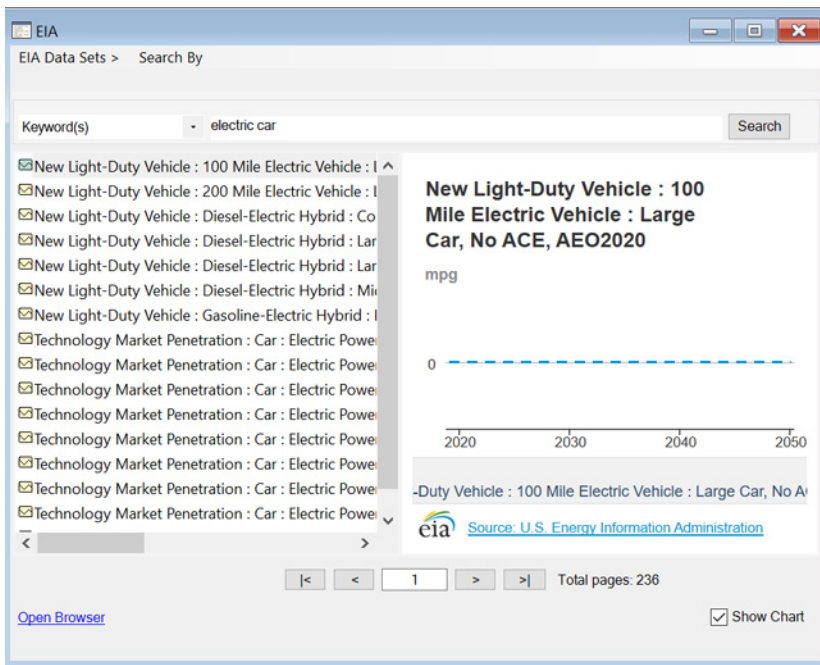 EIA
EIA Data Sets > Search By
Keyword(s) electric car Search
New Light-Duty Vehicle : 100 Mile Electric Vehicle : L
New Light-Duty Vehicle : 200 Mile Electric Vehicle : L
New Light-Duty Vehicle : Diesel-Electric Hybrid : Co
New Light-Duty Vehicle : Diesel-Electric Hybrid : Lar
New Light-Duty Vehicle : Diesel-Electric Hybrid : Lar
New Light-Duty Vehicle : Diesel-Electric Hybrid : Mi
New Light-Duty Vehicle : Gasoline-Electric Hybrid :
Technology Market Penetration : Car : Electric Powe
Technology Market Penetration : Car : Electric Powe
Technology Market Penetration : Car : Electric Powe
Technology Market Penetration : Car : Electric Powe
Technology Market Penetration : Car : Electric Powe
Technology Market Penetration : Car : Electric Powe
Technology Market Penetration : Car : Electric Powe
Technology Market Penetration : Car : Electric Powe
New Light-Duty Vehicle : 100
Mile Electric Vehicle : Large
Car, No ACE, AEO2020
mpg
0
2020 2030 2040 2050
-Duty Vehicle : 100 Mile Electric Vehicle : Large Car, No A
eia Source: U.S. Energy Information Administration
|< < 1 > >| Total pages: 236
Open Browser Show Chart